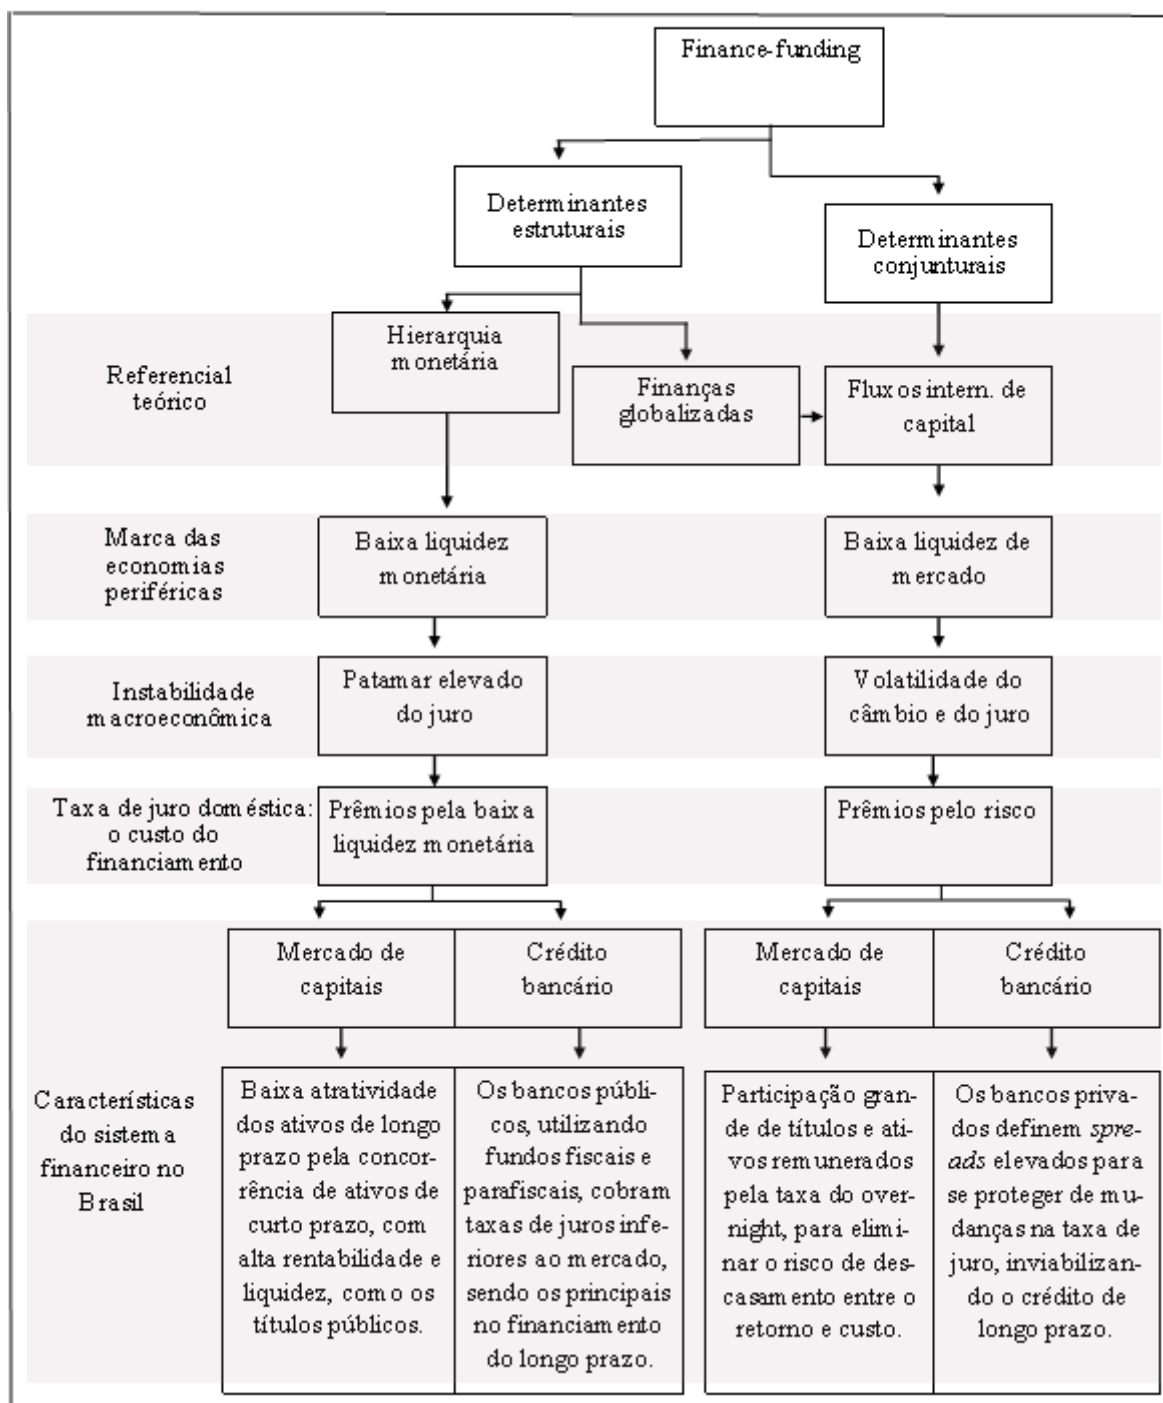 Finance-funding
Determinantes
estruturais
Determinantes
conjunturais
Referencial
teórico
Hierarquia
monetária
Finanças
globalizadas
Fluxos intern. de
capital
Marca das
economias
periféricas
Baixa liquidez
monetária
Baixa liquidez de
mercado
Instabilidade
macroeconômica
Patamar elevado
do juro
Volatilidade do
câmbio e do juro
Taxa de juro doméstica:
o custo do
financiamento
Prêmios pela baixa
liquidez monetária
Prêmios pelo risco
Mercado de
capitais
Crédito
bancário
Mercado de
capitais
Crédito
bancário
Características
do sistema
financeiro no
Brasil
Baixa atratividade
dos ativos de longo
prazo pela concor-
rência de ativos de
curto prazo, com
alta rentabilidade e
liquidez, como os
títulos públicos.
Os bancos públi-
cos, utilizando
fundos fiscais e
parafiscais, cobram
taxas de juros infe-
riores ao mercado,
sendo os principais
no financiamento
do longo prazo.
Participação gran-
de de títulos e ati-
vos remunerados
pela taxa do over-
night, para elimi-
nar o risco de des-
casamento entre o
retorno e custo.
Os bancos priva-
dos definem spre-
ads elevados para
se proteger de mu-
danças na taxa de
juro, inviabilizan-
do o crédito de
longo prazo.